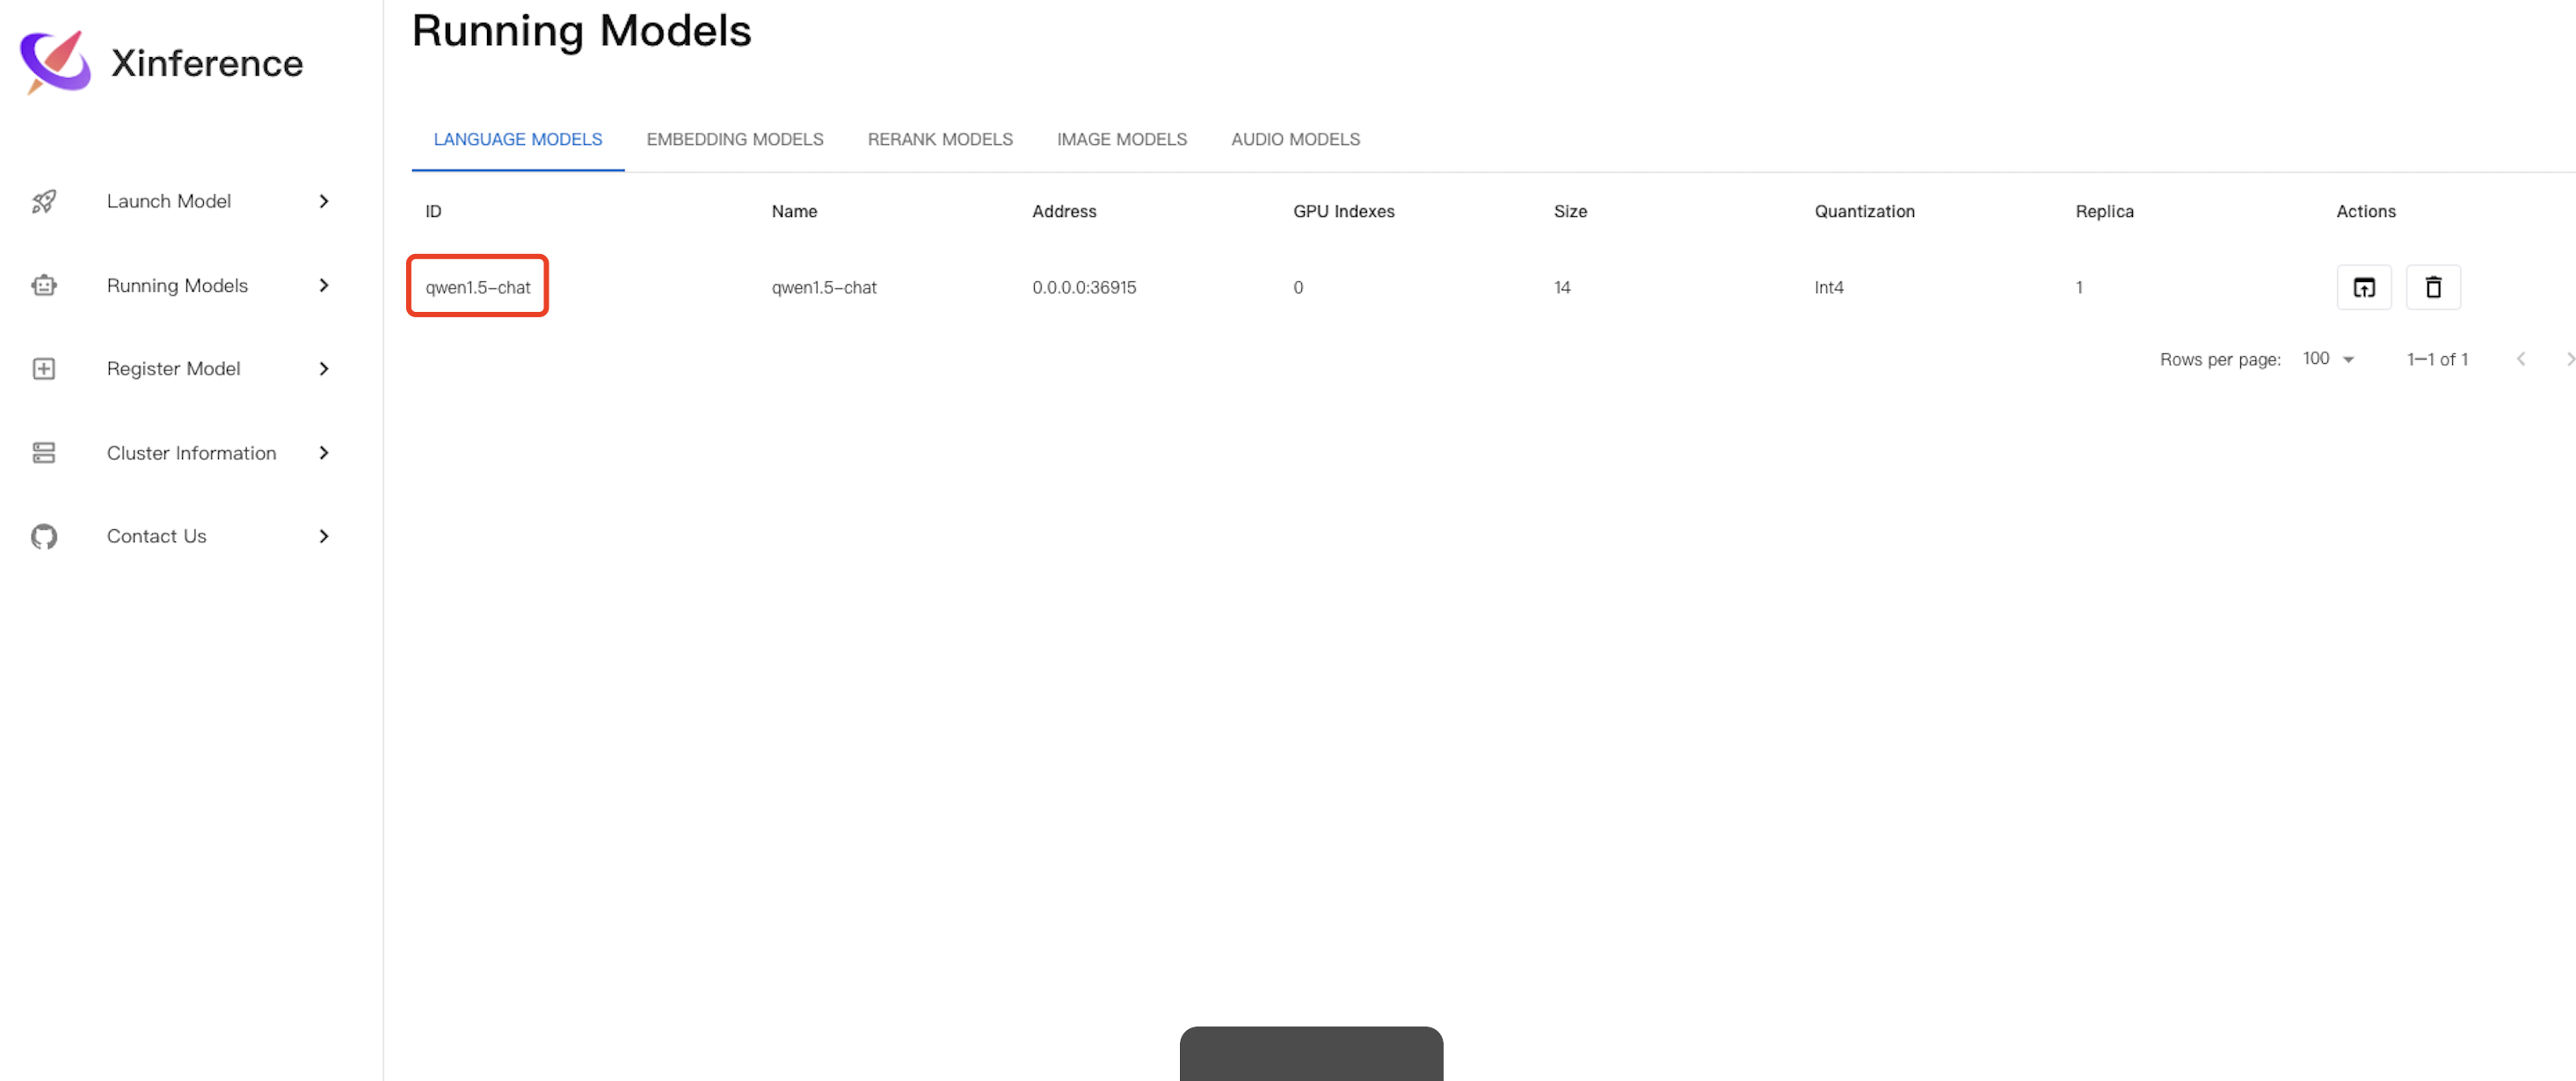 Xinference
Launch Model
Running Models
Register Model
Cluster Information
Contact Us
Running Models
LANGUAGE MODELS EMBEDDING MODELS RERANK MODELS IMAGE MODELS AUDIO MODELS
ID Name Address GPU Indexes Size Quantization Replica Actions
qwen1.5-chat qwen1.5-chat 0.0.0.0:36915 0 14 Int4 1
Rows per page: 100 1–1 of 1